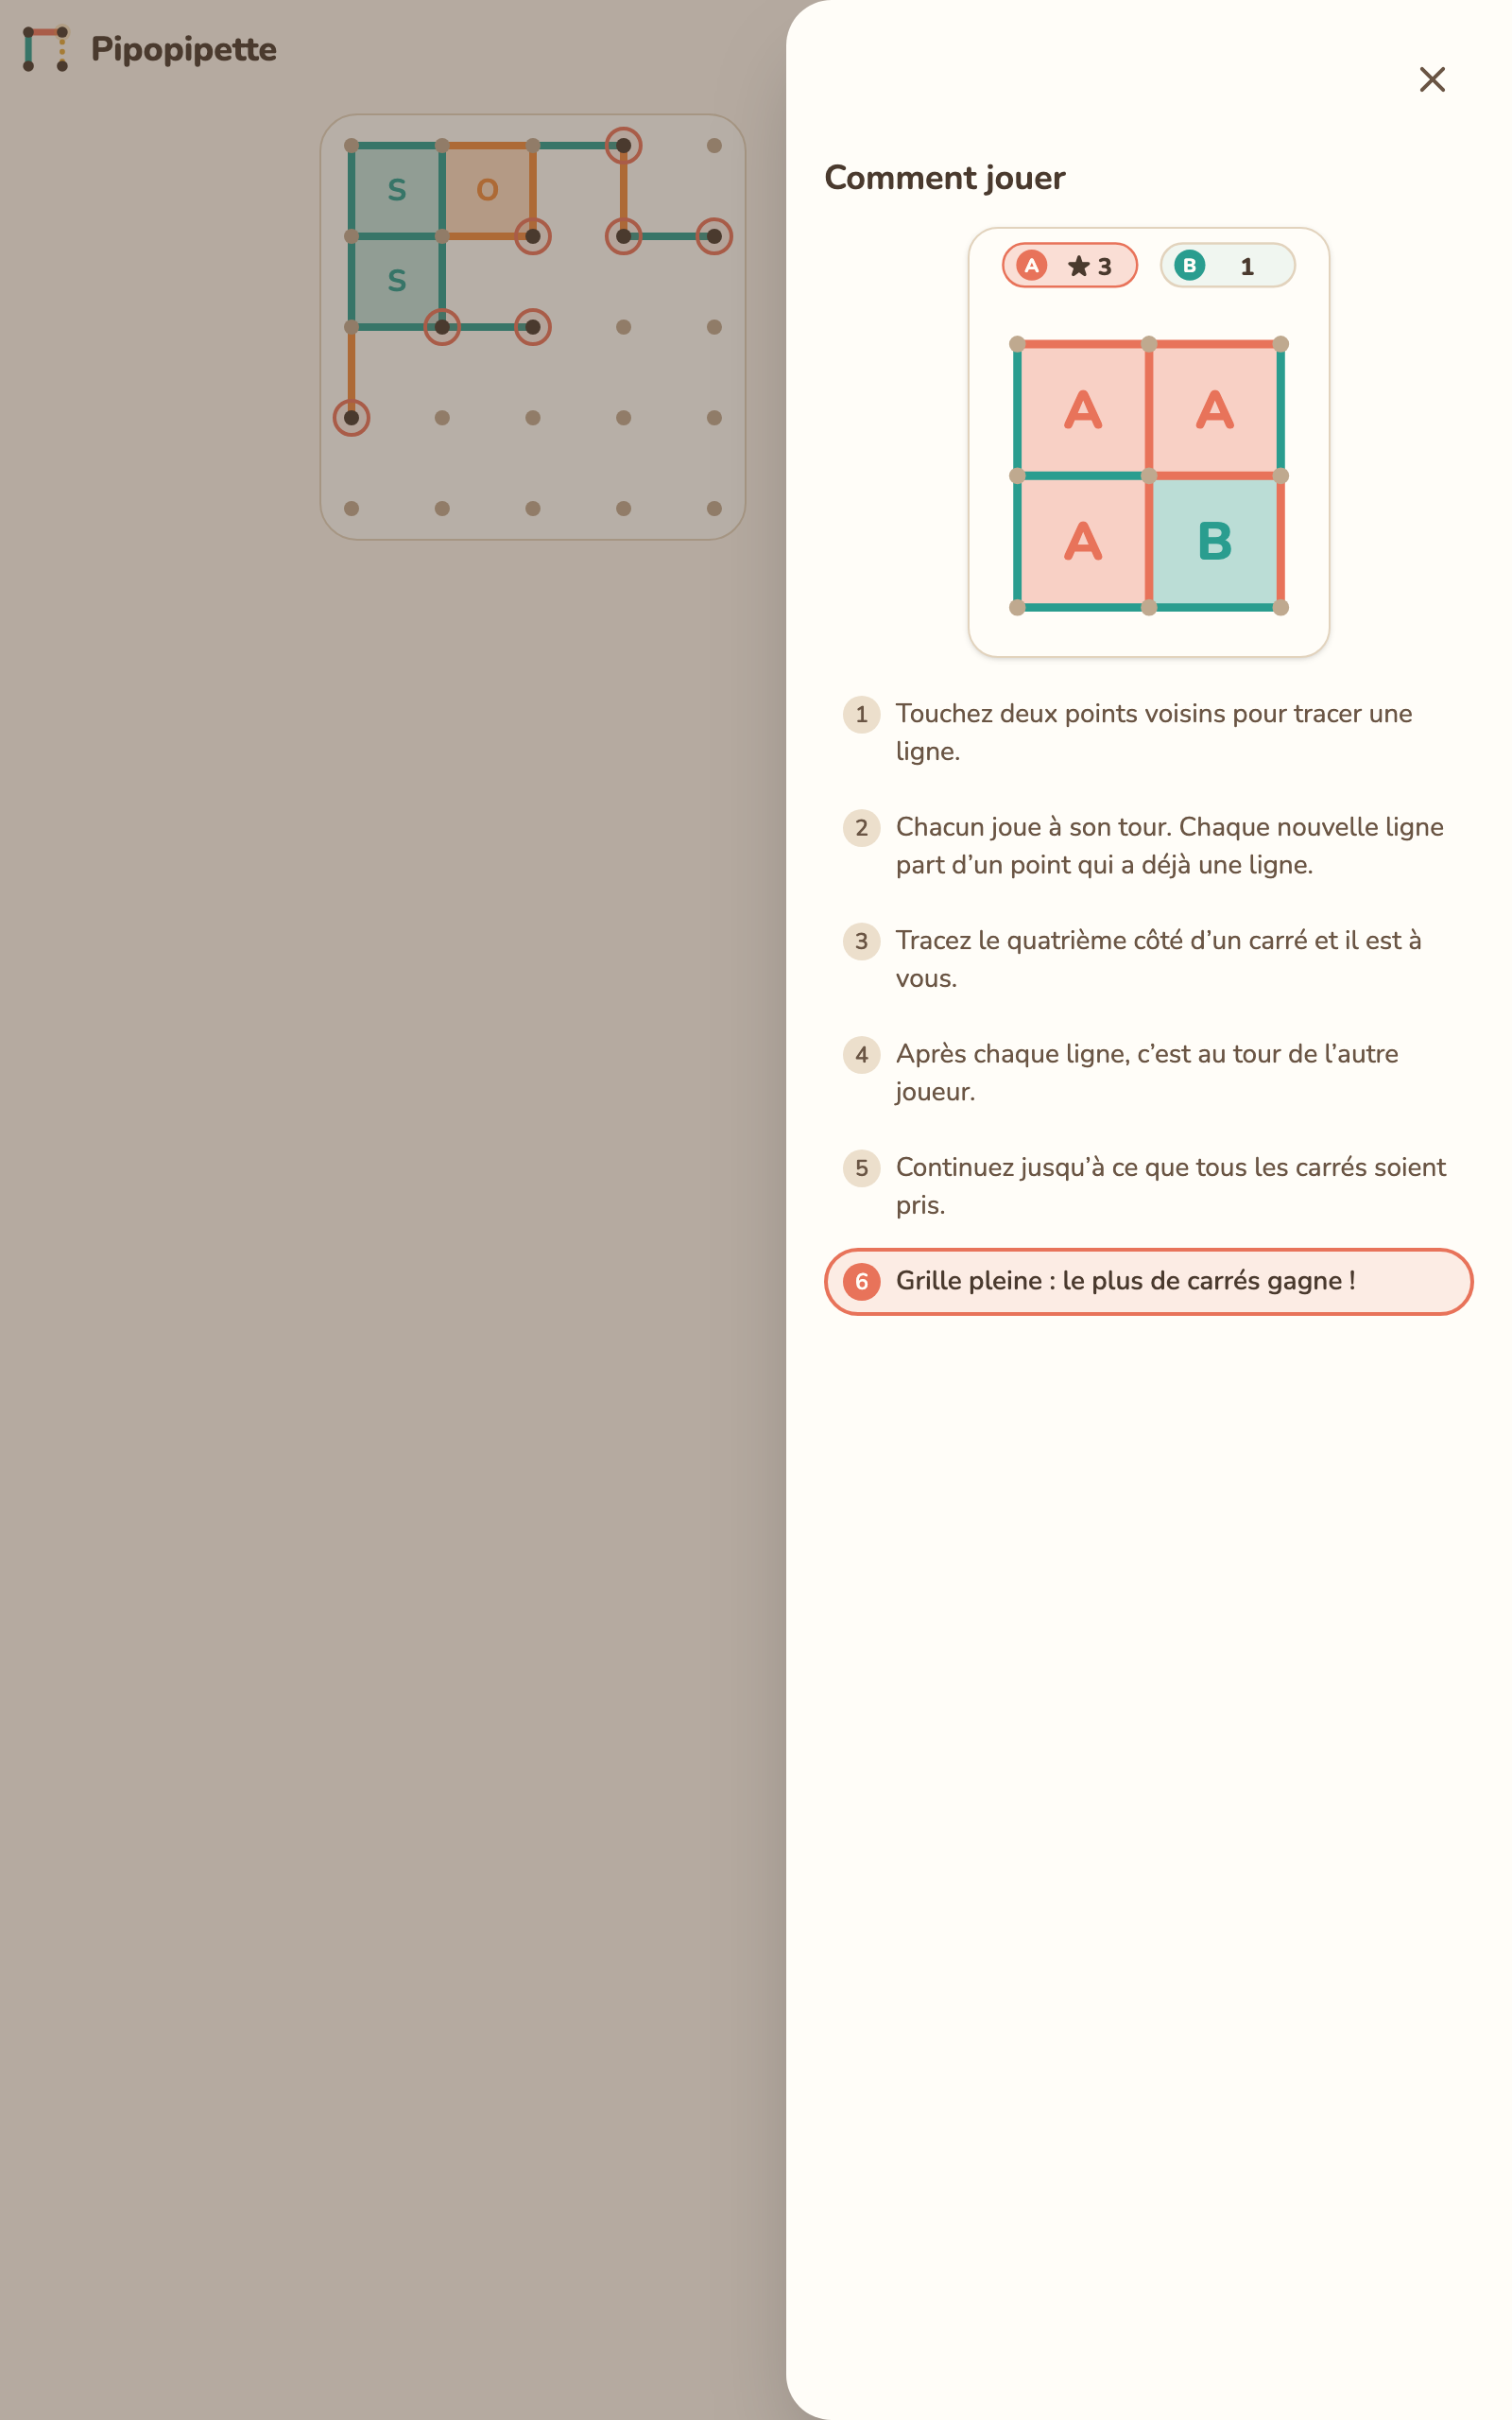 Pipopipette
S O
S
Comment jouer
A ★ 3 B 1
A A
A B
1 Touchez deux points voisins pour tracer une
ligne.
2 Chacun joue à son tour. Chaque nouvelle ligne
part d’un point qui a déjà une ligne.
3 Tracez le quatrième côté d’un carré et il est à
vous.
4 Après chaque ligne, c’est au tour de l’autre
joueur.
5 Continuez jusqu’à ce que tous les carrés soient
pris.
6 Grille pleine : le plus de carrés gagne !